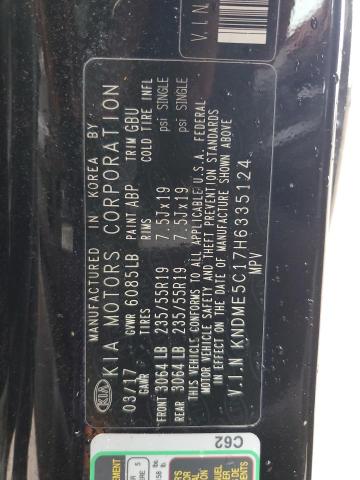 MANUFACTURED IN KOREA BY
KIA KIA MOTORS CORPORATION
03/17 GVWR 6085LB PAINT ABP TRIM GBU
GAWR RIMS COLD TIRE INFL
FRONT 3064 LB 235/55R19 7.5Jx19 psi SINGLE
REAR 3064 LB 235/55R19 7.5Jx19 psi SINGLE
THIS VEHICLE CONFORMS TO ALL APPLICABLE U.S.A. FEDERAL
MOTOR VEHICLE SAFETY AND THEFT PREVENTION STANDARDS
IN EFFECT ON THE DATE OF MANUFACTURE SHOWN ABOVE
V.I.N KNDME5C17H6335124
MPV
V.I.N
C62